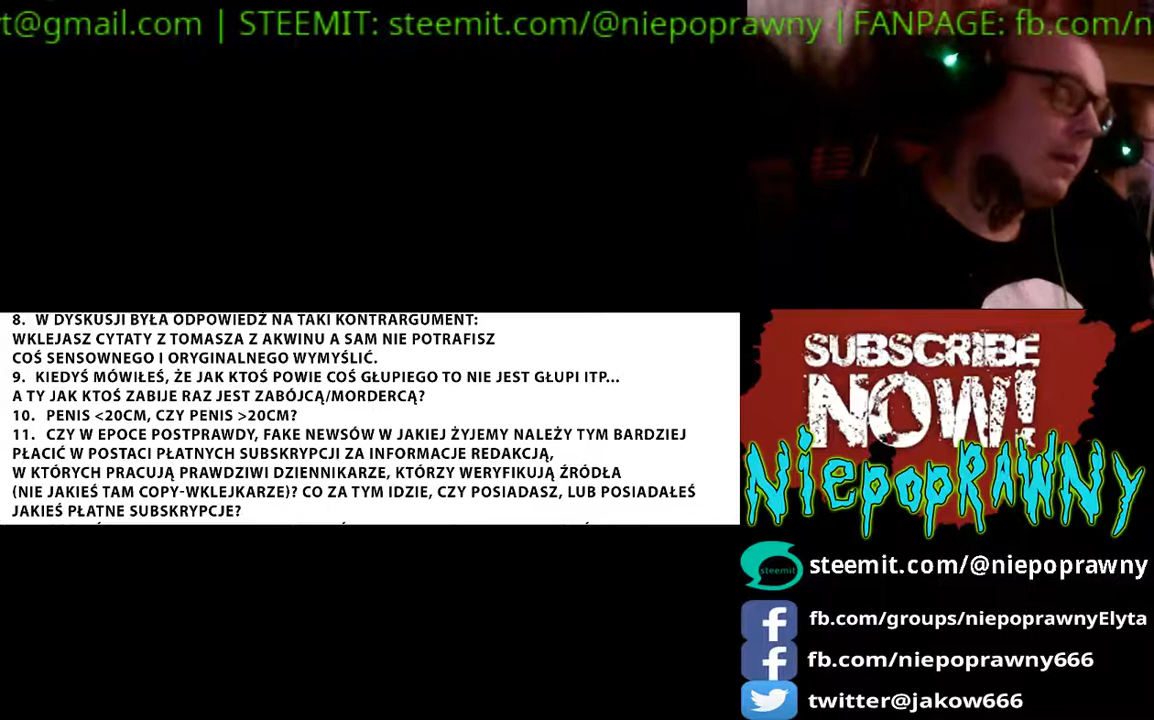 t@gmail.com | STEEMIT: steemit.com/@niepoprawny | FANPAGE: fb.com/n
8. W DYSKUSJI BYŁA ODPOWIEDŹ NA TAKI KONTRARGUMENT:
WKLEJASZ CYTATY Z TOMASZA Z AKWINU A SAM NIE POTRAFISZ
COŚ SENSOWNEGO I ORYGINALNEGO WYMYŚLIĆ.
9. KIEDYŚ MÓWIŁEŚ, ŻE JAK KTOŚ POWIE COŚ GŁUPIEGO TO NIE JEST GŁUPI ITP...
A TY JAK KTOŚ ZABIJE RAZ JEST ZABÓJCĄ/MORDERCĄ?
10. PENIS <20CM, CZY PENIS >20CM?
11. CZY W EPOCE POSTPRAWDY, FAKE NEWSÓW W JAKIEJ ŻYJEMY NALEŻY TYM BARDZIEJ
PŁACIĆ W POSTACI PŁATNYCH SUBSKRYPCJI ZA INFORMACJE REDAKCJĄ,
W KTÓRYCH PRACUJĄ PRAWDZIWI DZIENNIKARZE, KTÓRZY WERYFIKUJĄ ŹRÓDŁA
(NIE JAKIEŚ TAM COPY-WKLEJKARZE)? CO ZA TYM IDZIE, CZY POSIADASZ, LUB POSIADAŁEŚ
JAKIEŚ PŁATNE SUBSKRYPCJE?
SUBSCRIBE
NOW!
NIEPOPRAWNY
steemit
steemit.com/@niepoprawny
fb.com/groups/niepoprawnyElyta
fb.com/niepoprawny666
twitter@jakow666